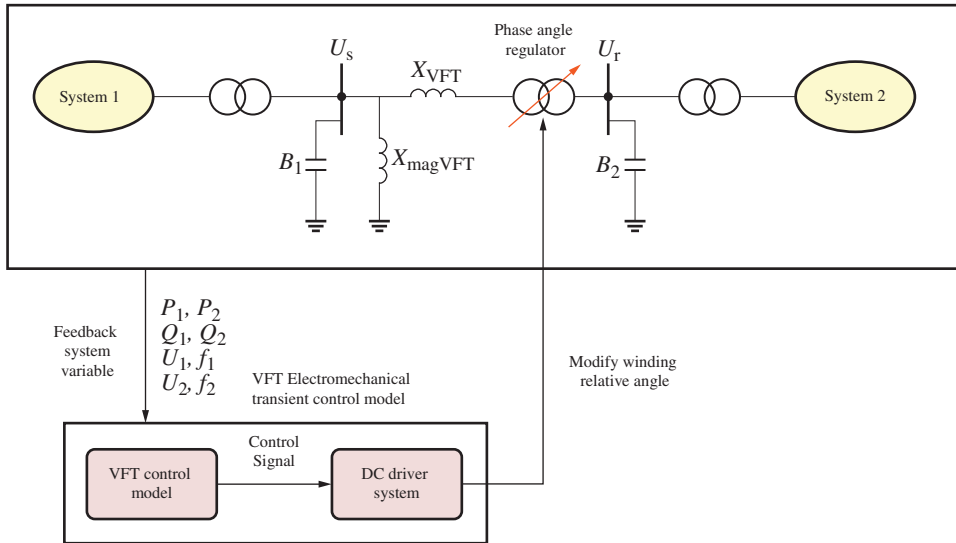 Phase angle
regulator
U_s
X_VFT
U_r
System 1
System 2
B_1
X_magVFT
B_2
Feedback
system
variable
P_1, P_2
Q_1, Q_2
U_1, f_1
U_2, f_2
Modify winding
relative angle
VFT Electromechanical
transient control model
VFT control
model
Control
Signal
DC driver
system